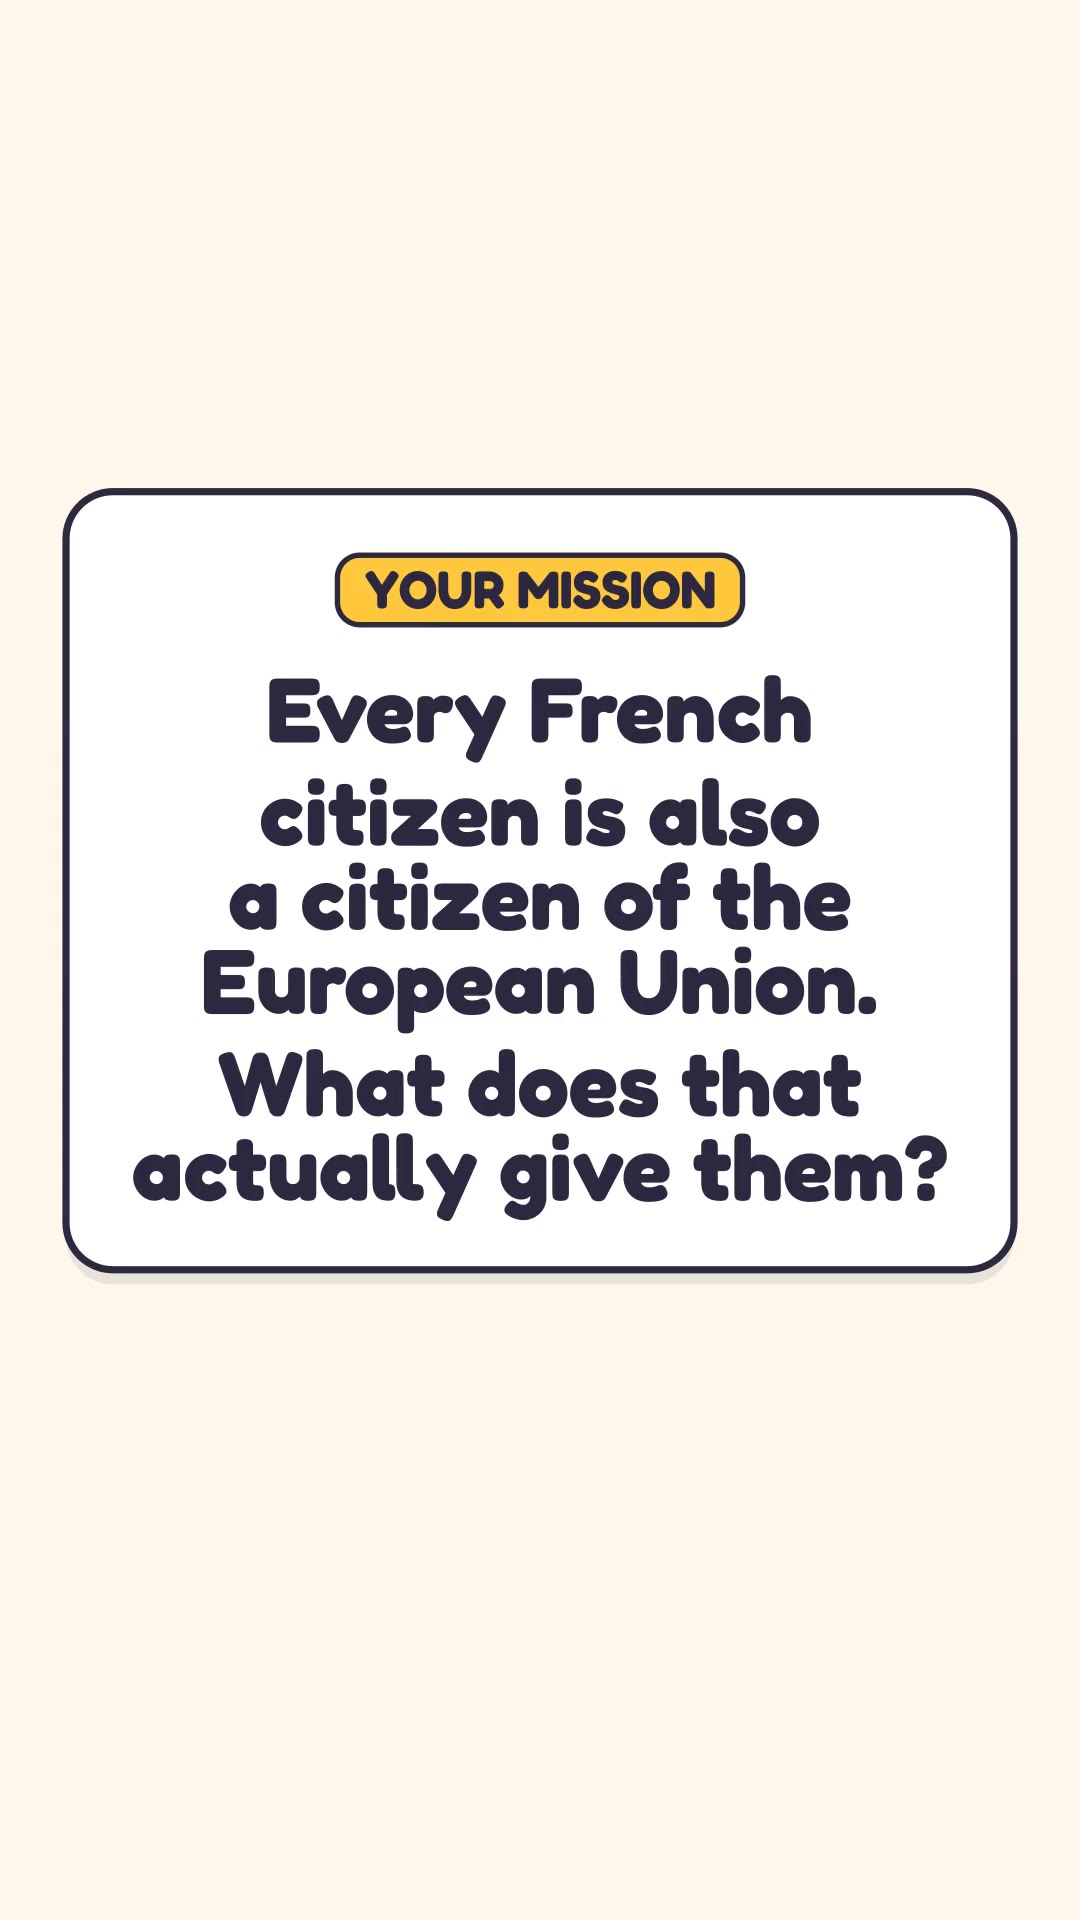 YOUR MISSION
Every French
citizen is also
a citizen of the
European Union.
What does that
actually give them?